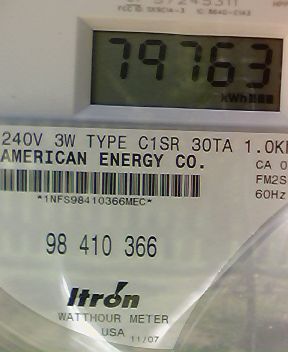 79763
kWh
240V 3W TYPE C1SR 30TA 1.0K
AMERICAN ENERGY CO.
CA 0
*1NFS98410366MEC*
FM2S
60Hz
98 410 366
Itrón
WATTHOUR METER
USA 11/07